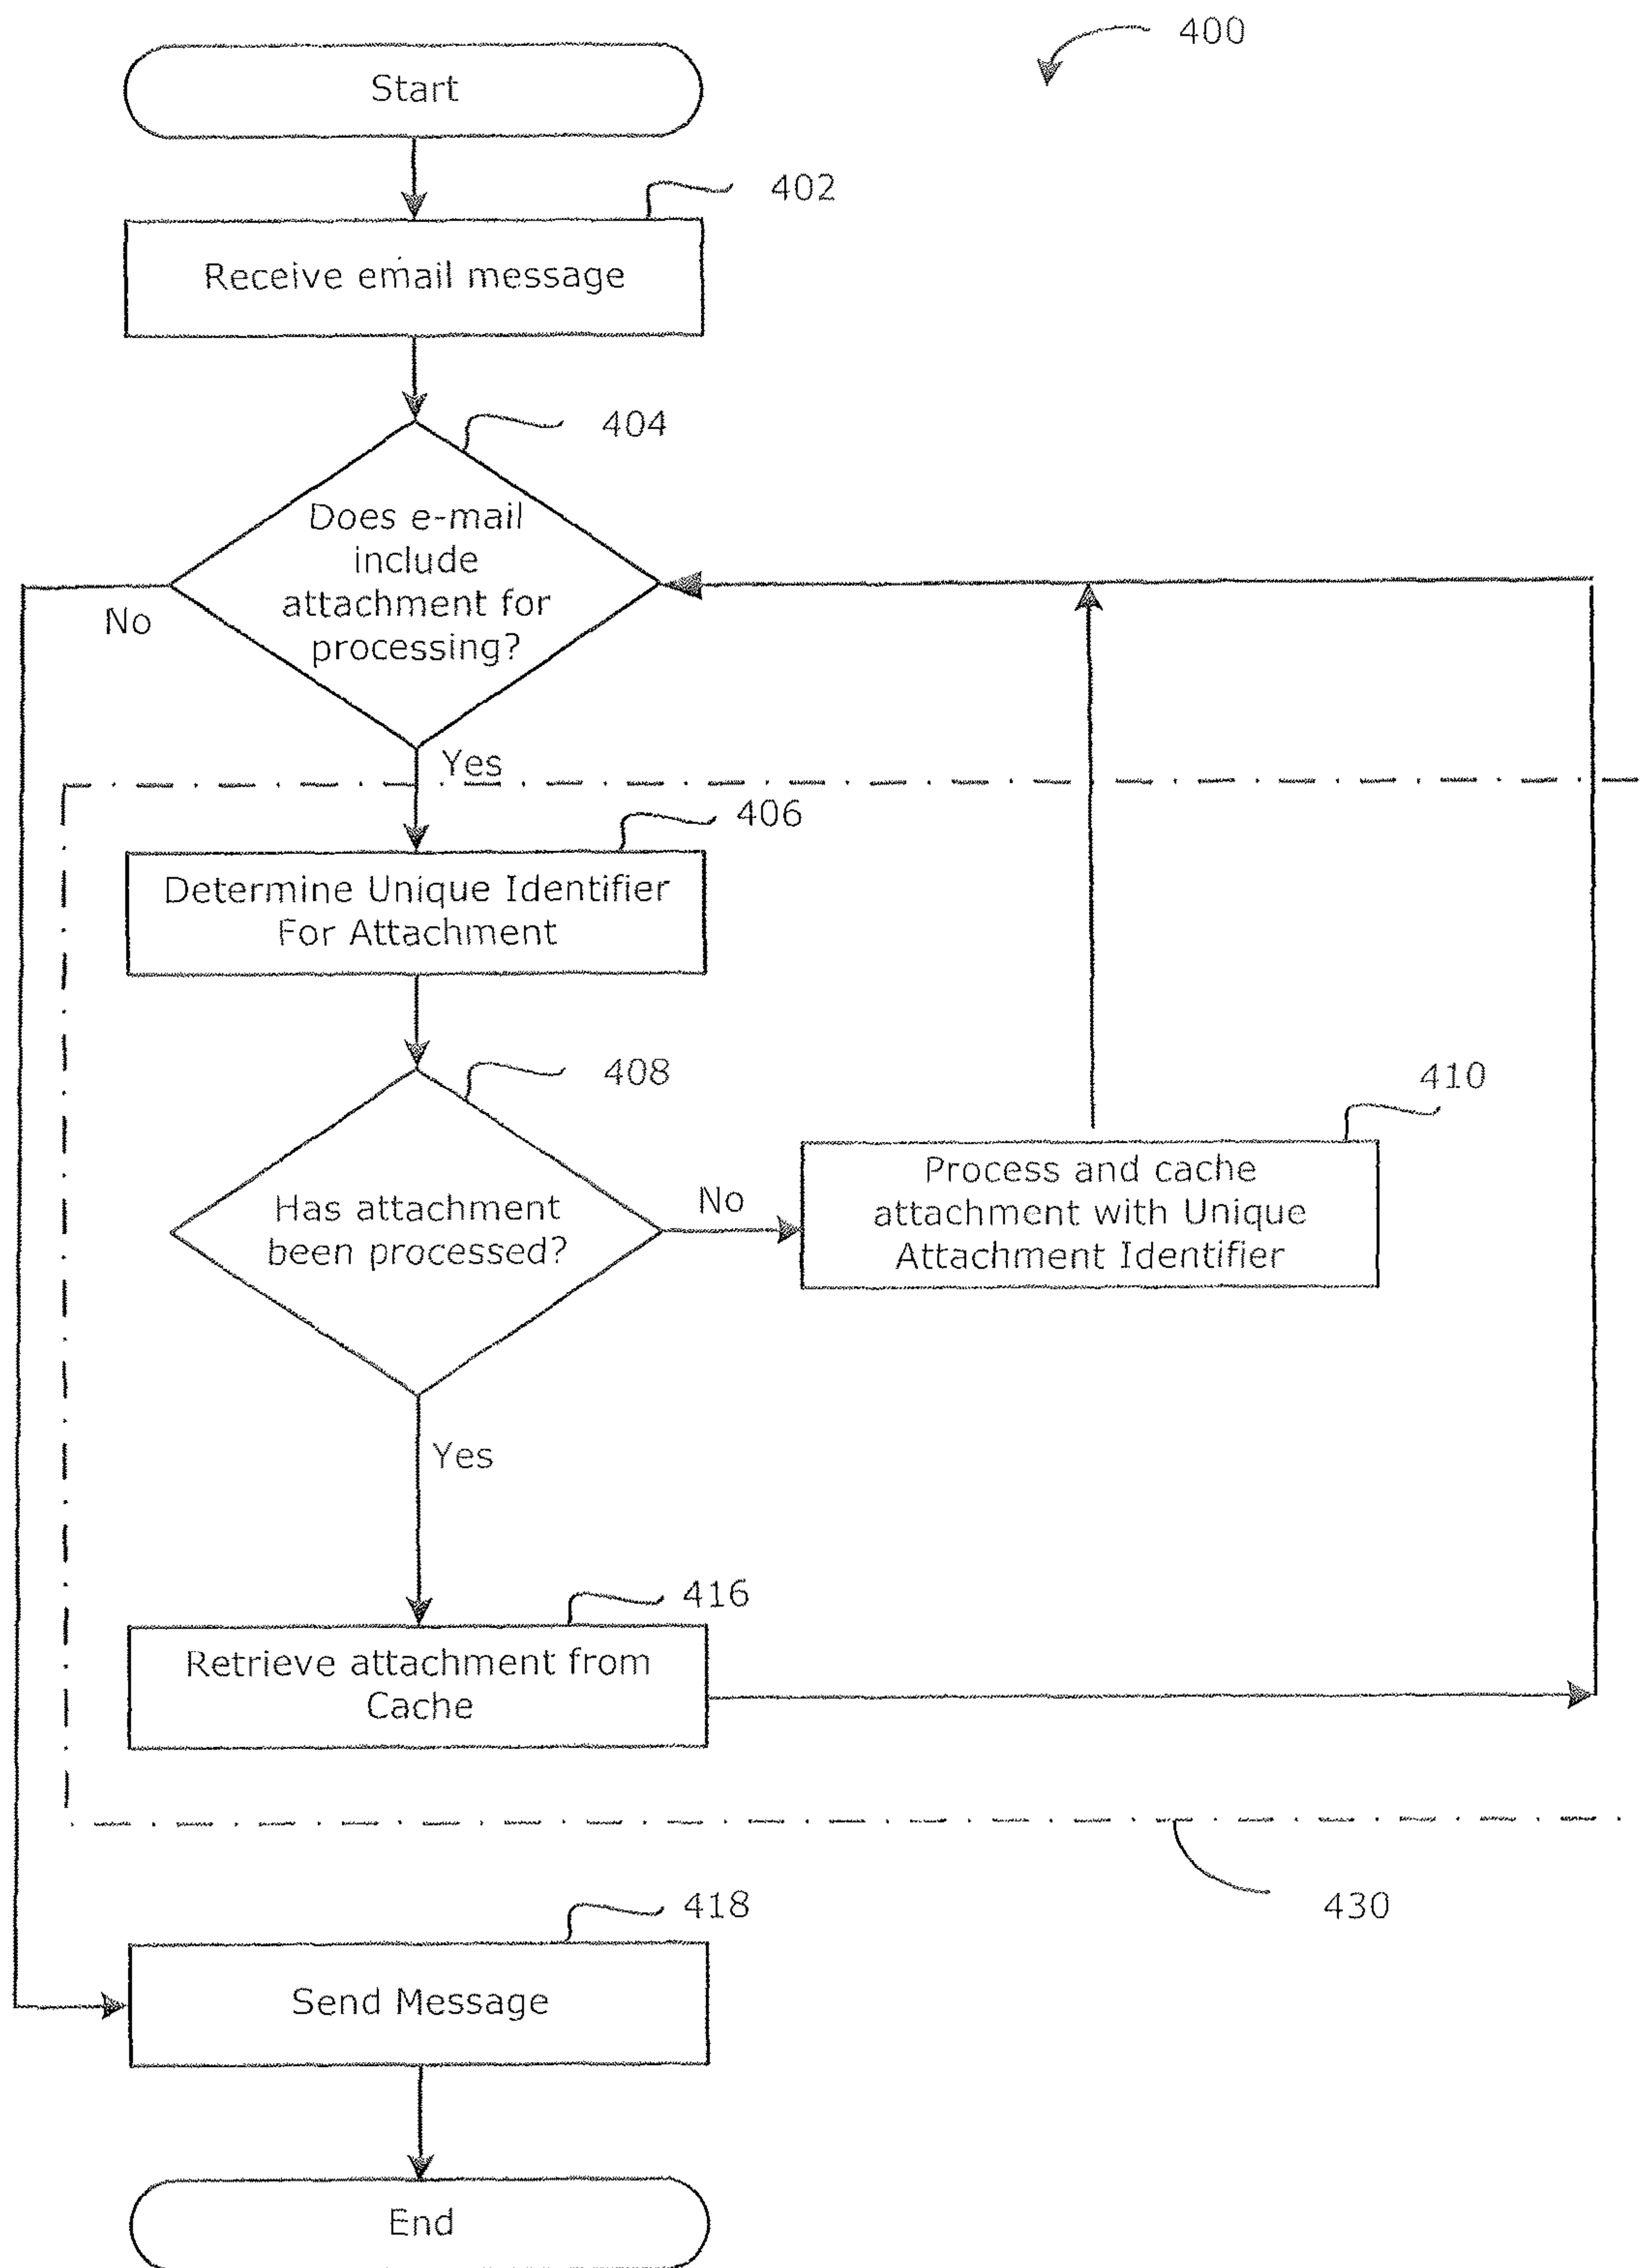 400
Start
402
Receive email message
404
Does e-mail
include
attachment for
processing?
No
Yes
406
Determine Unique Identifier
For Attachment
408
410
Has attachment
been processed?
No
Process and cache
attachment with Unique
Attachment Identifier
Yes
416
Retrieve attachment from
Cache
430
418
Send Message
End